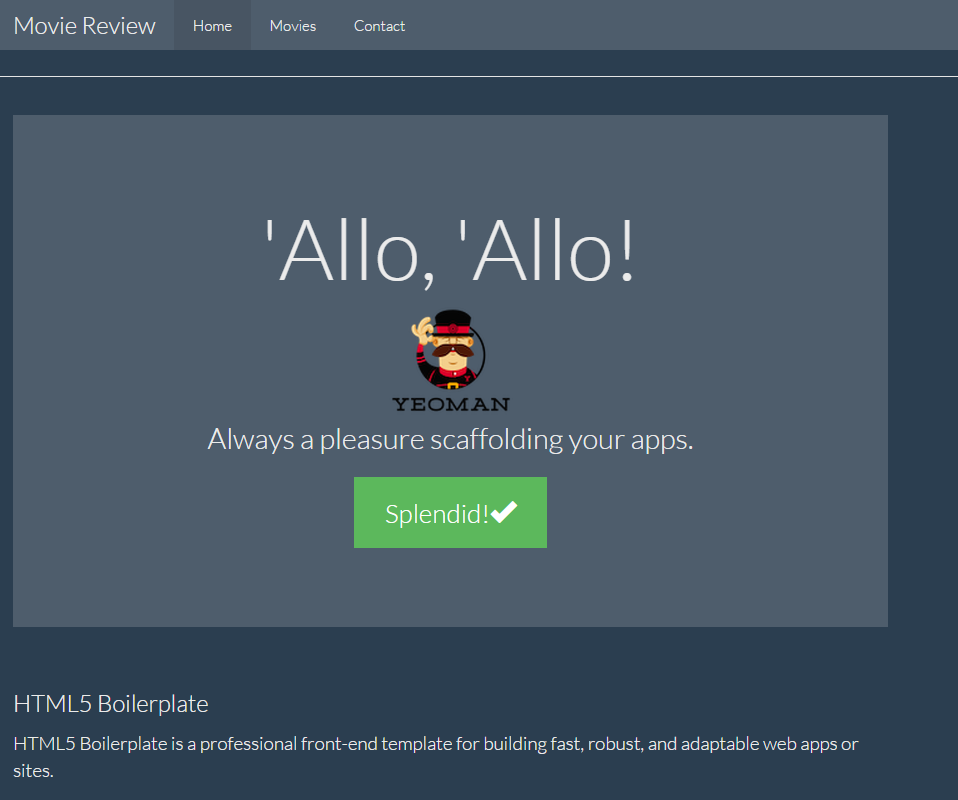 Movie Review Home Movies Contact
'Allo, 'Allo!
YEOMAN
Always a pleasure scaffolding your apps.
Splendid!
HTML5 Boilerplate
HTML5 Boilerplate is a professional front-end template for building fast, robust, and adaptable web apps or
sites.